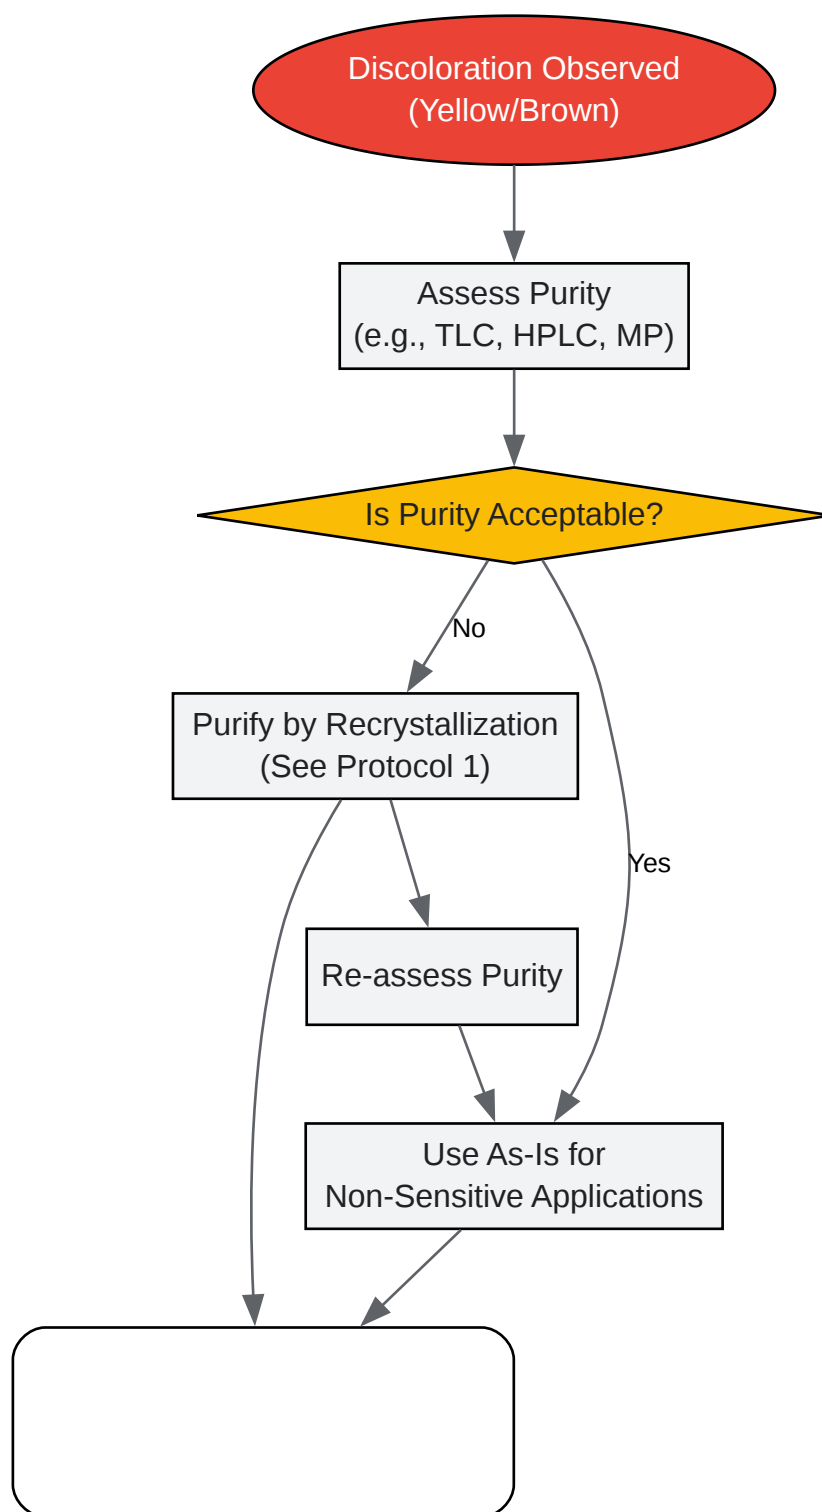 Discoloration Observed
(Yellow/Brown)
Assess Purity
(e.g., TLC, HPLC, MP)
Is Purity Acceptable?
No
Purify by Recrystallization
(See Protocol 1)
Yes
Re-assess Purity
Use As-Is for
Non-Sensitive Applications